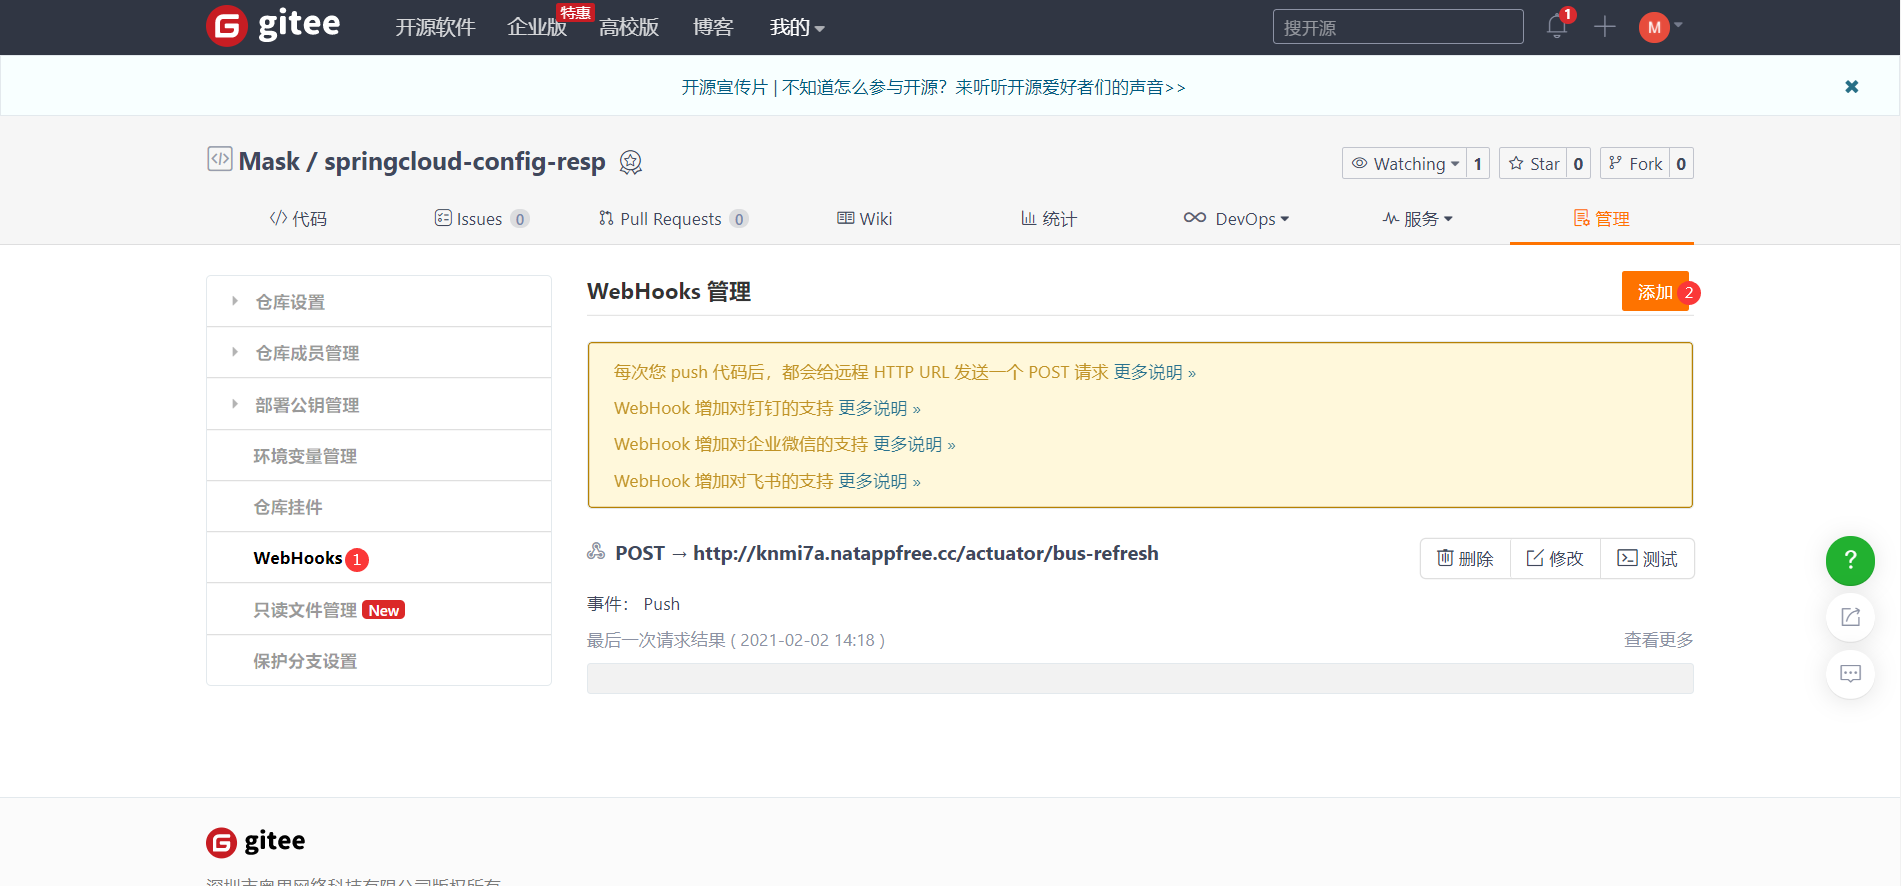 gitee 开源软件 企业版 特惠 高校版 博客 我的 搜开源 1 M
开源宣传片 | 不知道怎么参与开源？来听听开源爱好者们的声音>>
Mask / springcloud-config-resp Watching 1 Star 0 Fork 0
代码 Issues 0 Pull Requests 0 Wiki 统计 DevOps 服务 管理
仓库设置
仓库成员管理
部署公钥管理
环境变量管理
仓库挂件
WebHooks 1
只读文件管理 New
保护分支设置
WebHooks 管理 添加 2
每次您 push 代码后，都会给远程 HTTP URL 发送一个 POST 请求 更多说明 »
WebHook 增加对钉钉的支持 更多说明 »
WebHook 增加对企业微信的支持 更多说明 »
WebHook 增加对飞书的支持 更多说明 »
POST → http://knmi7a.natappfree.cc/actuator/bus-refresh 删除 修改 测试
事件： Push
最后一次请求结果 ( 2021-02-02 14:18 ) 查看更多
?
gitee